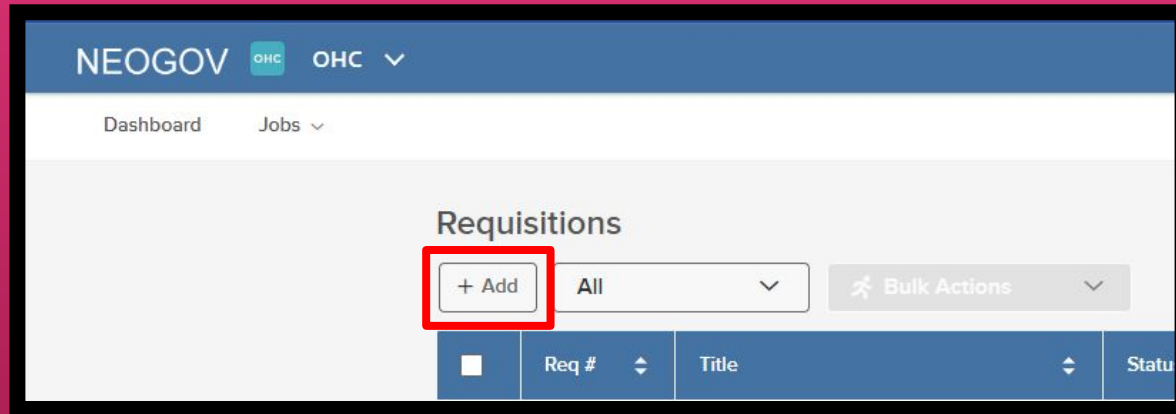 NEOGOV OHC OHC
Dashboard Jobs
Requisitions
+ Add All Bulk Actions
Req # Title Statu